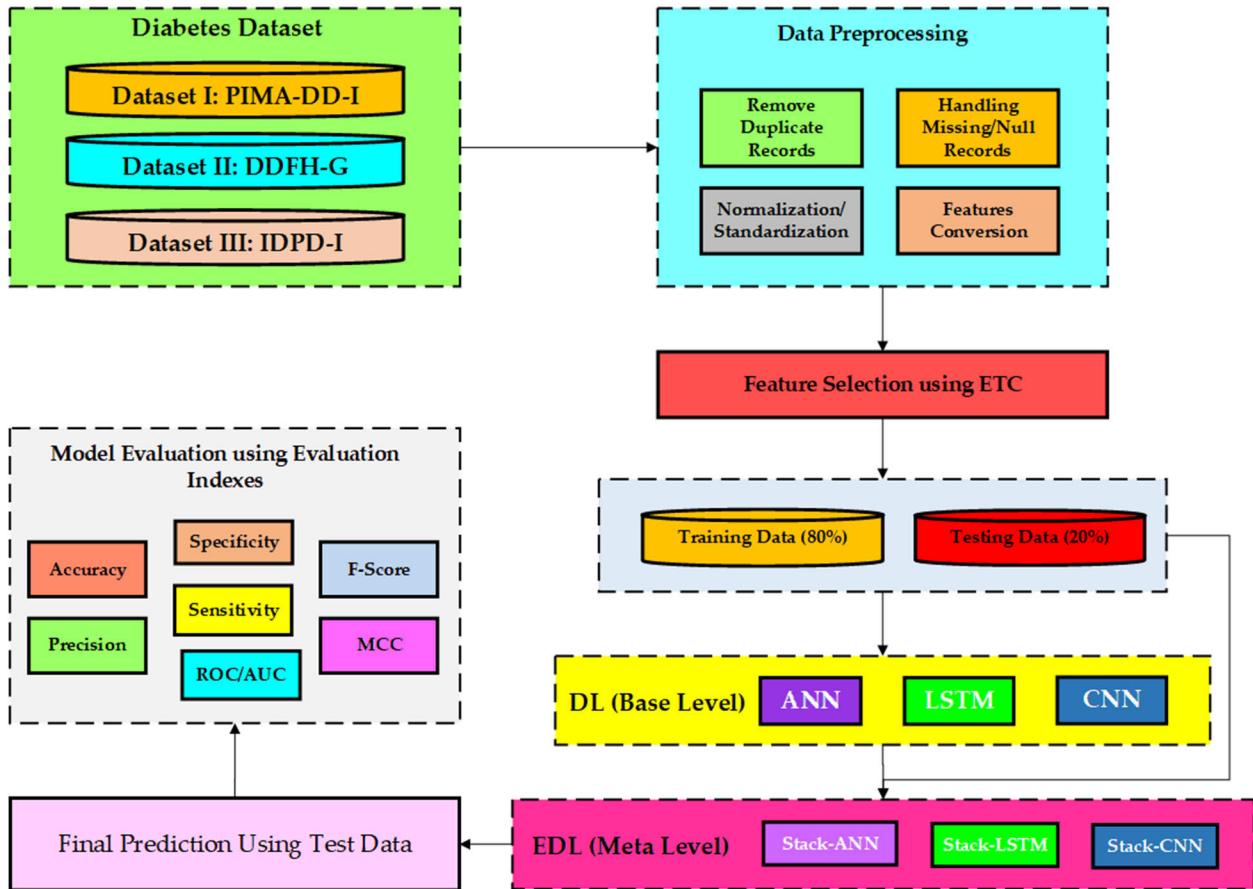 Diabetes Dataset
Dataset I: PIMA-DD-I
Dataset II: DDFH-G
Dataset III: IDPD-I
Data Preprocessing
Remove
Duplicate
Records
Handling
Missing/Null
Records
Normalization/
Standardization
Features
Conversion
Feature Selection using ETC
Training Data (80%)
Testing Data (20%)
DL (Base Level)
ANN
LSTM
CNN
EDL (Meta Level)
Stack-ANN
Stack-LSTM
Stack-CNN
Final Prediction Using Test Data
Model Evaluation using Evaluation
Indexes
Accuracy
Specificity
F-Score
Precision
Sensitivity
MCC
ROC/AUC